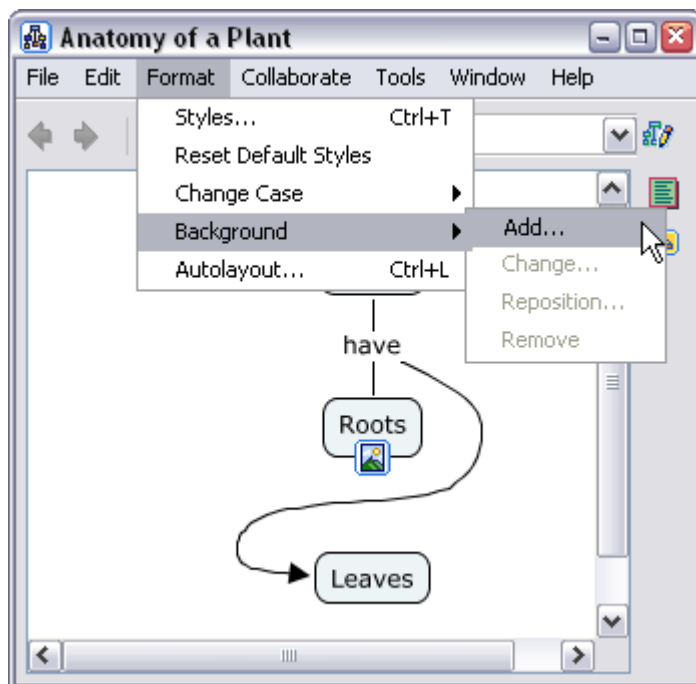 Anatomy of a Plant
File Edit Format Collaborate Tools Window Help
Styles... Ctrl+T
Reset Default Styles
Change Case
Background
Autolayout... Ctrl+L
Add...
Change...
Reposition...
Remove
have
Roots
Leaves